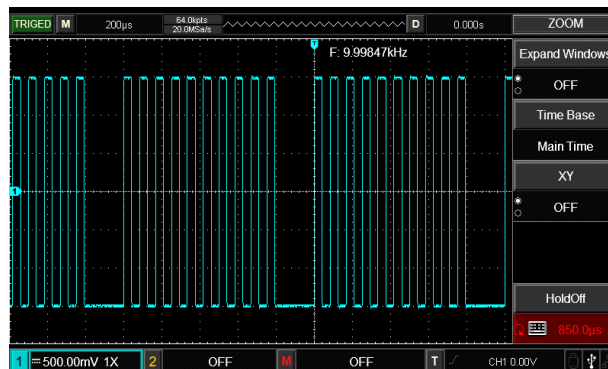 TRIGED M 200μs 64.0kpts D 0.000s ZOOM
20.0MSa/s
T
F: 9.99847kHz
Expand Windows
OFF
Time Base
Main Time
XY
1
OFF
HoldOff
850.0μs
1 500.00mV 1X 2 OFF M OFF T CH1 0.00V